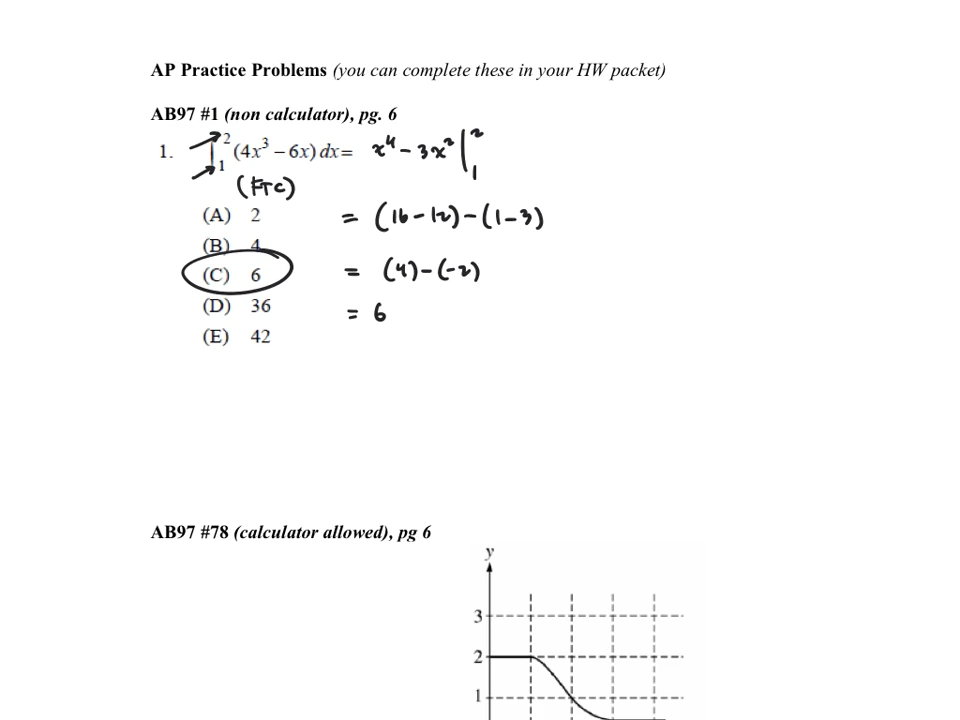 AP Practice Problems (you can complete these in your HW packet)
AB97 #1 (non calculator), pg. 6
1. ∫₁² (4x³ – 6x) dx = x⁴ – 3x² |₁²
(FTC)
(A) 2 = (16 – 12) – (1 – 3)
(B) 4
(C) 6 = (4) – (–2)
(D) 36 = 6
(E) 42
AB97 #78 (calculator allowed), pg 6
y
3
2
1